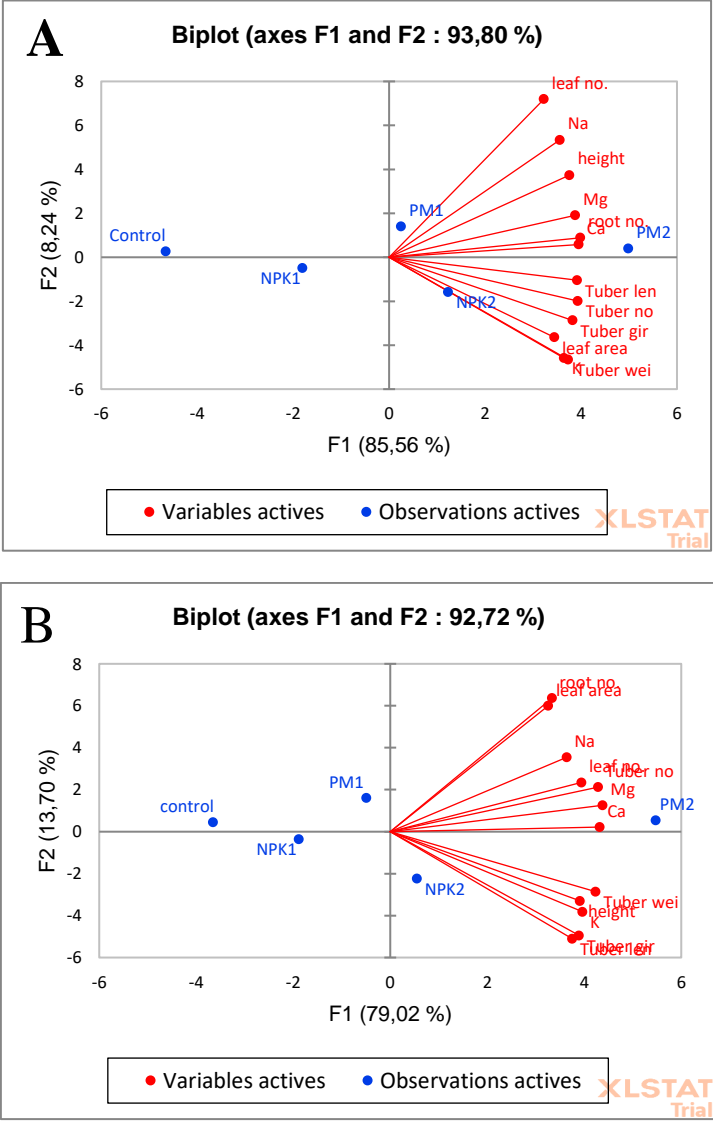 A
Biplot (axes F1 and F2 : 93,80 %)
8
6
4
2
0
-2
-4
-6
F2 (8,24 %)
leaf no.
Na
height
Mg
root no.
Ca
PM1
PM2
Control
NPK1
NPK2
Tuber len
Tuber no
Tuber gir
leaf area
K
Tuber wei
-6 -4 -2 0 2 4 6
F1 (85,56 %)
Variables actives Observations actives
XLSTAT
Trial
B
Biplot (axes F1 and F2 : 92,72 %)
8
6
4
2
0
-2
-4
-6
F2 (13,70 %)
root no.
leaf area
Na
leaf no.
Tuber no
Mg
Ca
PM1
PM2
control
NPK1
NPK2
Tuber wei
height
K
Tuber gir
Tuber len
-6 -4 -2 0 2 4 6
F1 (79,02 %)
Variables actives Observations actives
XLSTAT
Trial